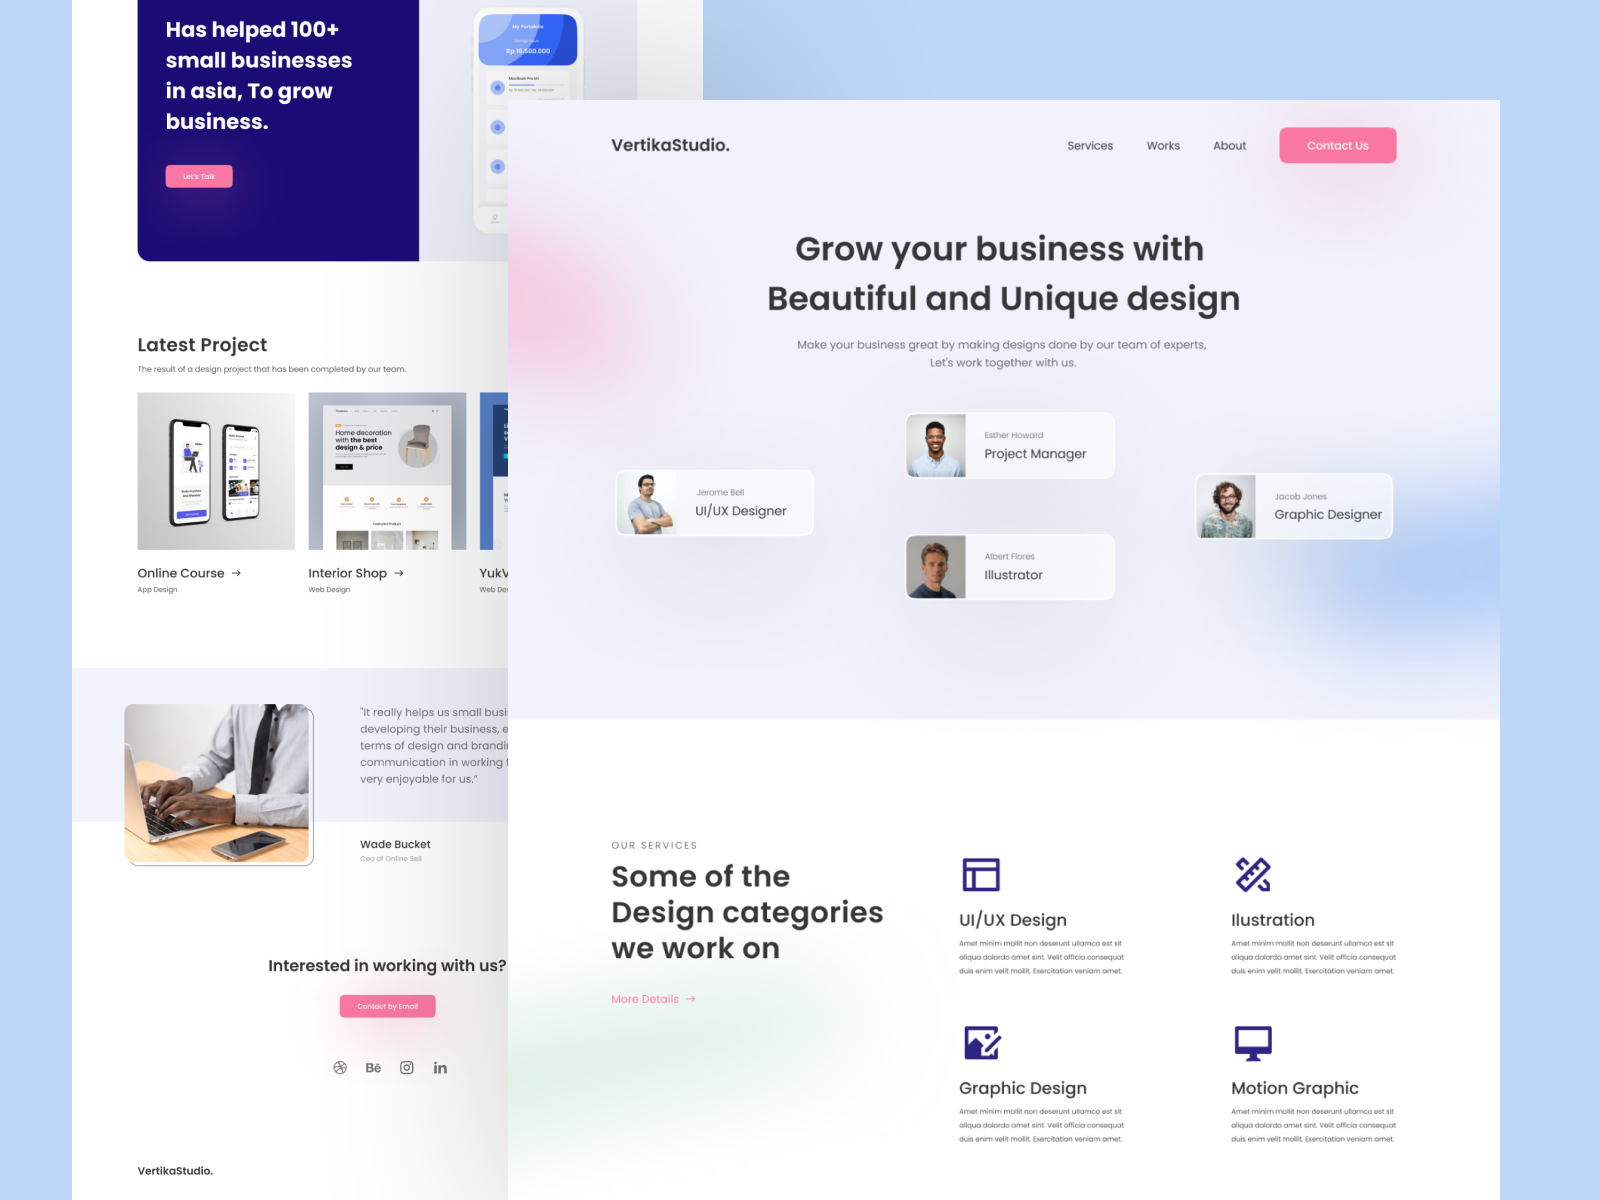 Has helped 100+
small businesses
in asia, To grow
business.
Let's Talk
My Portofolio
Rp 16.500.000
MacBook Pro M1
Latest Project
The result of a design project that has been completed by our team.
Home decoration
with the best
design & price
Featured Product
Online Course →
App Design
Interior Shop →
Web Design
YukV
Web De
"It really helps us small busi
developing their business, e
terms of design and brandi
communication in working t
very enjoyable for us."
Wade Bucket
Ceo of Online Sell
Interested in working with us?
Contact by Email
Bē
in
VertikaStudio.
VertikaStudio.
Services
Works
About
Contact Us
Grow your business with
Beautiful and Unique design
Make your business great by making designs done by our team of experts,
Let's work together with us.
Esther Howard
Project Manager
Jerome Bell
UI/UX Designer
Jacob Jones
Graphic Designer
Albert Flores
Illustrator
OUR SERVICES
Some of the
Design categories
we work on
More Details →
UI/UX Design
Amet minim mollit non deserunt ullamco est sit
aliqua dolordo amet sint. Velit officia consequat
duis enim velit mollit. Exercitation veniam amet.
Ilustration
Amet minim mollit non deserunt ullamco est sit
aliqua dolordo amet sint. Velit officia consequat
duis enim velit mollit. Exercitation veniam amet.
Graphic Design
Amet minim mollit non deserunt ullamco est sit
aliqua dolordo amet sint. Velit officia consequat
duis enim velit mollit. Exercitation veniam amet.
Motion Graphic
Amet minim mollit non deserunt ullamco est sit
aliqua dolordo amet sint. Velit officia consequat
duis enim velit mollit. Exercitation veniam amet.